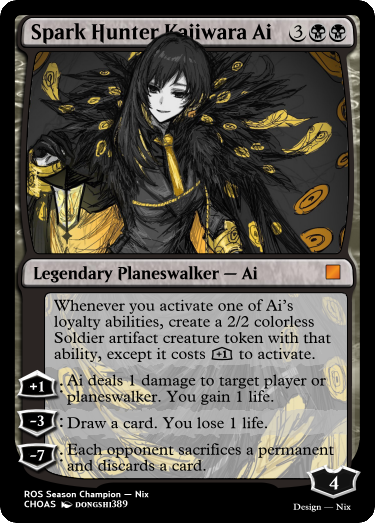 Spark Hunter Kajiwara Ai 3
Legendary Planeswalker — Ai
Whenever you activate one of Ai's
loyalty abilities, create a 2/2 colorless
Soldier artifact creature token with that
ability, except it costs +1 to activate.
+1 : Ai deals 1 damage to target player or
planeswalker. You gain 1 life.
-3 : Draw a card. You lose 1 life.
-7 : Each opponent sacrifices a permanent
and discards a card.
4
ROS Season Champion — Nix
CHOAS DONGSHI389
Design — Nix